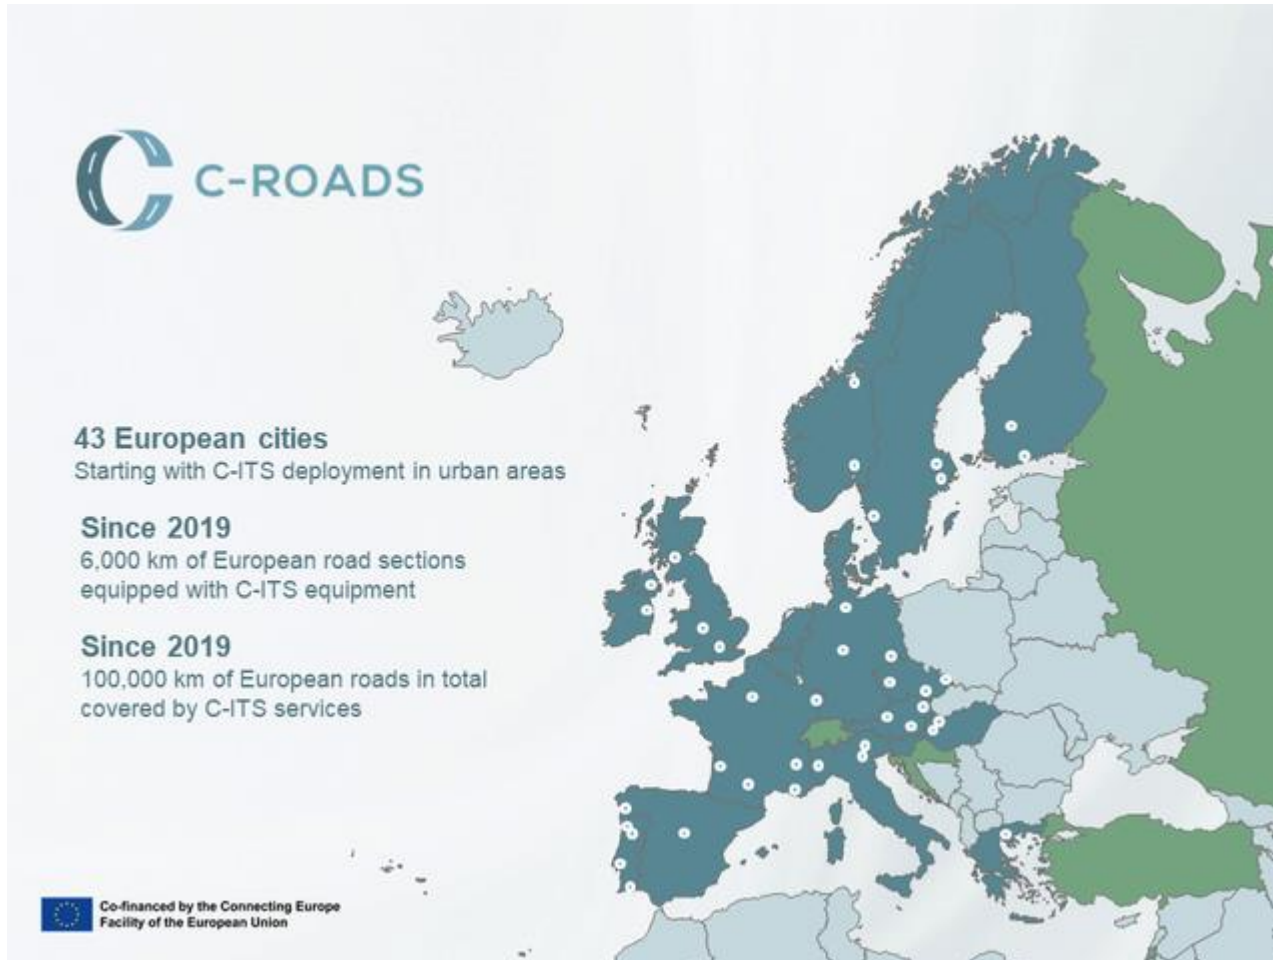 C-ROADS
43 European cities
Starting with C-ITS deployment in urban areas
Since 2019
6,000 km of European road sections
equipped with C-ITS equipment
Since 2019
100,000 km of European roads in total
covered by C-ITS services
Co-financed by the Connecting Europe
Facility of the European Union